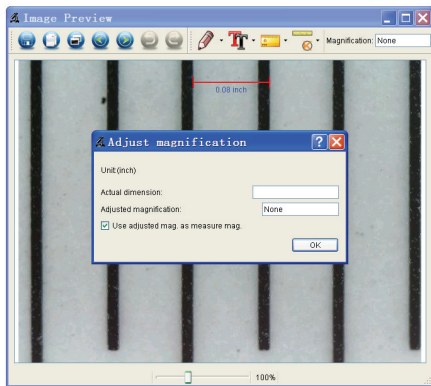 Image Preview
Magnification: None
0.08 inch
Adjust magnification
Unit:(inch)
Actual dimension:
Adjusted magnification: None
Use adjusted mag. as measure mag.
OK
100%